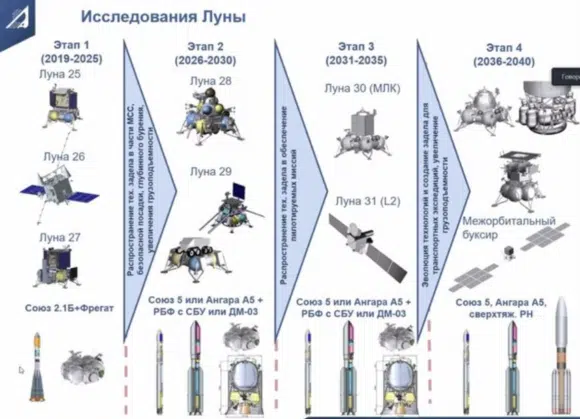 Исследования Луны
Этап 1
(2019-2025)
Луна 25
Луна 26
Луна 27
Союз 2.1Б+Фрегат
Распространение тех. задела в части МСС,
безопасной посадки, глубинного бурения,
увеличения грузоподъемности
Этап 2
(2026-2030)
Луна 28
Луна 29
Союз 5 или Ангара А5 +
РБФ с СБУ или ДМ-03
Распространение тех. задела в обеспечение
пилотируемых миссий
Этап 3
(2031-2035)
Луна 30 (МЛК)
Луна 31 (L2)
Союз 5 или Ангара А5 +
РБФ с СБУ или ДМ-03
Эволюция технологий и создание задела для
транспортных экспедиций, увеличение
грузоподъемности
Этап 4
(2036-2040)
Говор
Межорбитальный
буксир
Союз 5, Ангара А5,
сверхтяж. РН